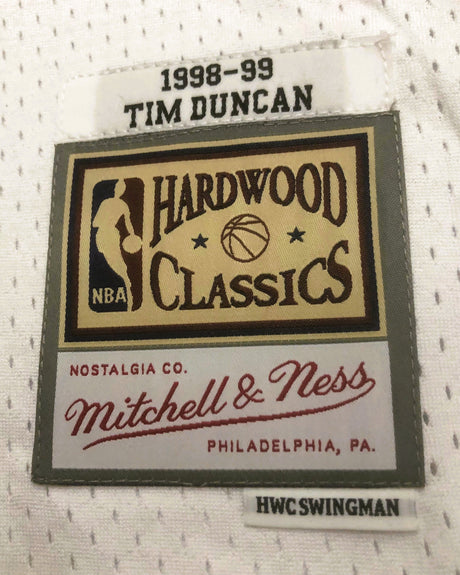 1998-99
TIM DUNCAN
HARDWOOD
CLASSICS
NBA
NOSTALGIA CO.
Mitchell & Ness
PHILADELPHIA, PA.
HWC SWINGMAN